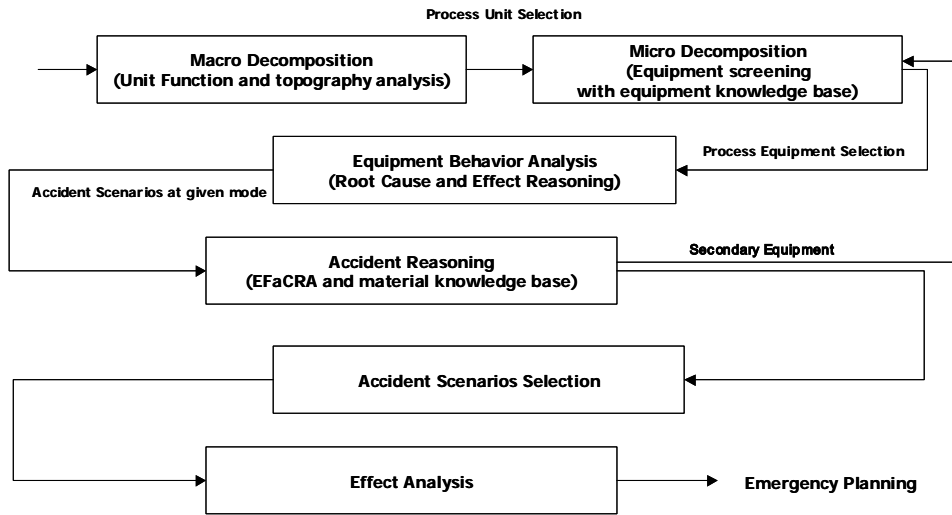 Process Unit Selection
Macro Decomposition
(Unit Function and topography analysis)
Micro Decomposition
(Equipment screening
with equipment knowledge base)
Equipment Behavior Analysis
(Root Cause and Effect Reasoning)
Process Equipment Selection
Accident Scenarios at given mode
Accident Reasoning
(EFaCRA and material knowledge base)
Secondary Equipment
Accident Scenarios Selection
Effect Analysis
Emergency Planning